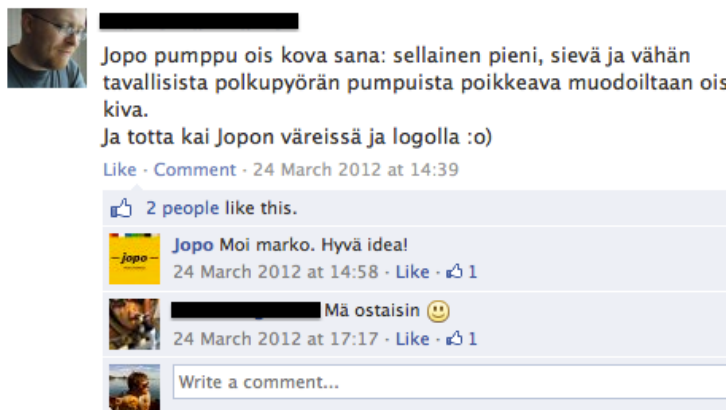 Jopo pumppu ois kova sana: sellainen pieni, sievä ja vähän
tavallisista polkupyörän pumpuista poikkeava muodoiltaan ois
kiva.
Ja totta kai Jopon väreissä ja logolla :o)
Like · Comment · 24 March 2012 at 14:39
2 people like this.
jopo
Jopo Moi marko. Hyvä idea!
24 March 2012 at 14:58 · Like · 1
Mä ostaisin
24 March 2012 at 17:17 · Like · 1
Write a comment...